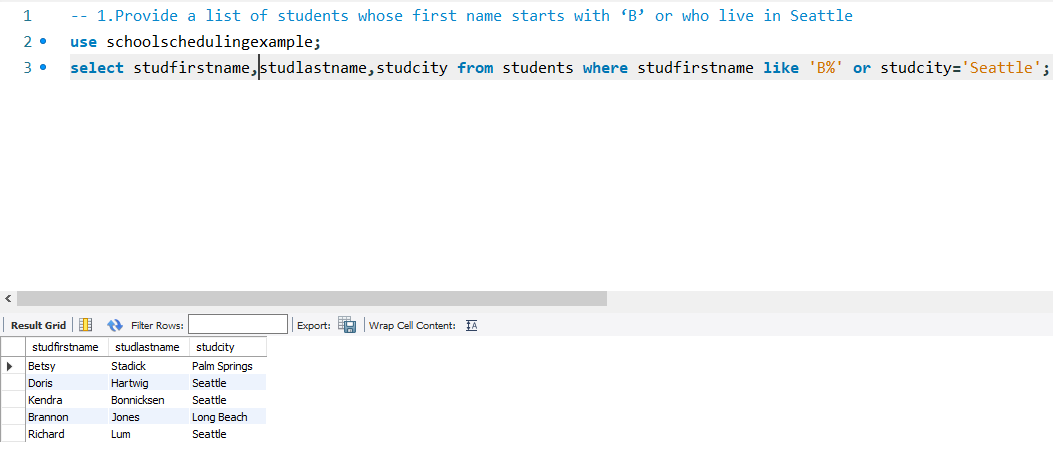 1 -- 1.Provide a list of students whose first name starts with ‘B’ or who live in Seattle
2 use schoolschedulingexample;
3 select studfirstname,studlastname,studcity from students where studfirstname like 'B%' or studcity='Seattle';
Result Grid Filter Rows: Export: Wrap Cell Content: IA
studfirstname studlastname studcity
Betsy Stadick Palm Springs
Doris Hartwig Seattle
Kendra Bonnicksen Seattle
Brannon Jones Long Beach
Richard Lum Seattle